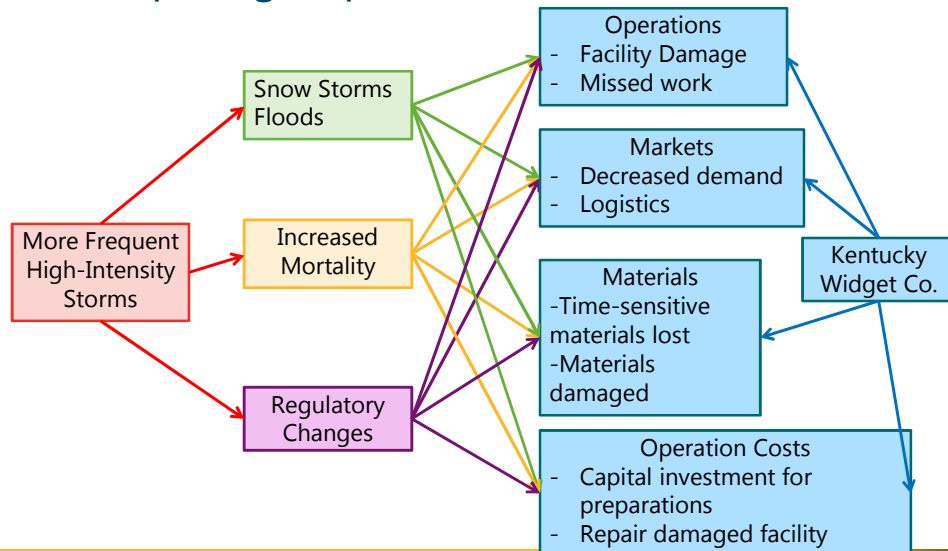 Operations
- Facility Damage
- Missed work
Snow Storms
Floods
Markets
- Decreased demand
- Logistics
More Frequent
High-Intensity
Storms
Increased
Mortality
Materials
-Time-sensitive
materials lost
-Materials
damaged
Kentucky
Widget Co.
Regulatory
Changes
Operation Costs
- Capital investment for
preparations
- Repair damaged facility